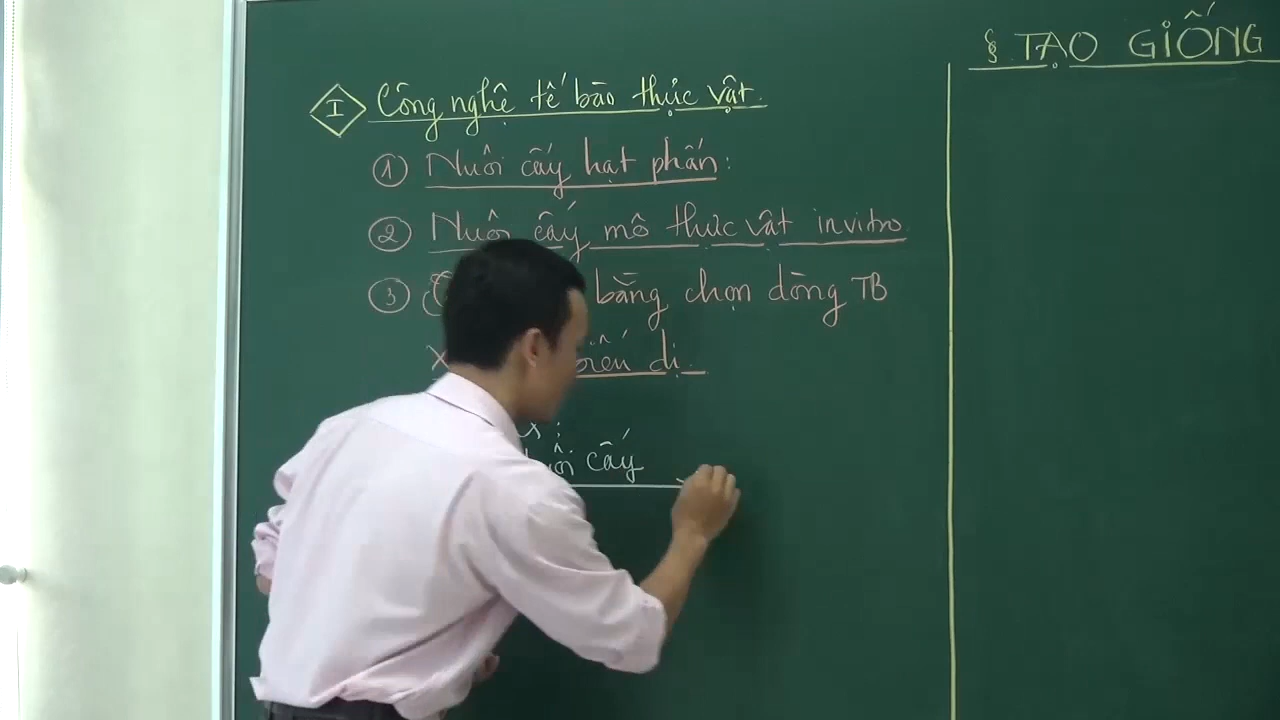 §. TẠO GIỐNG
I Công nghệ tế bào thực vật.
1 Nuôi cấy hạt phấn:
2 Nuôi cấy mô thực vật invitro
3 bằng chọn dòng TB
biến dị
cấy